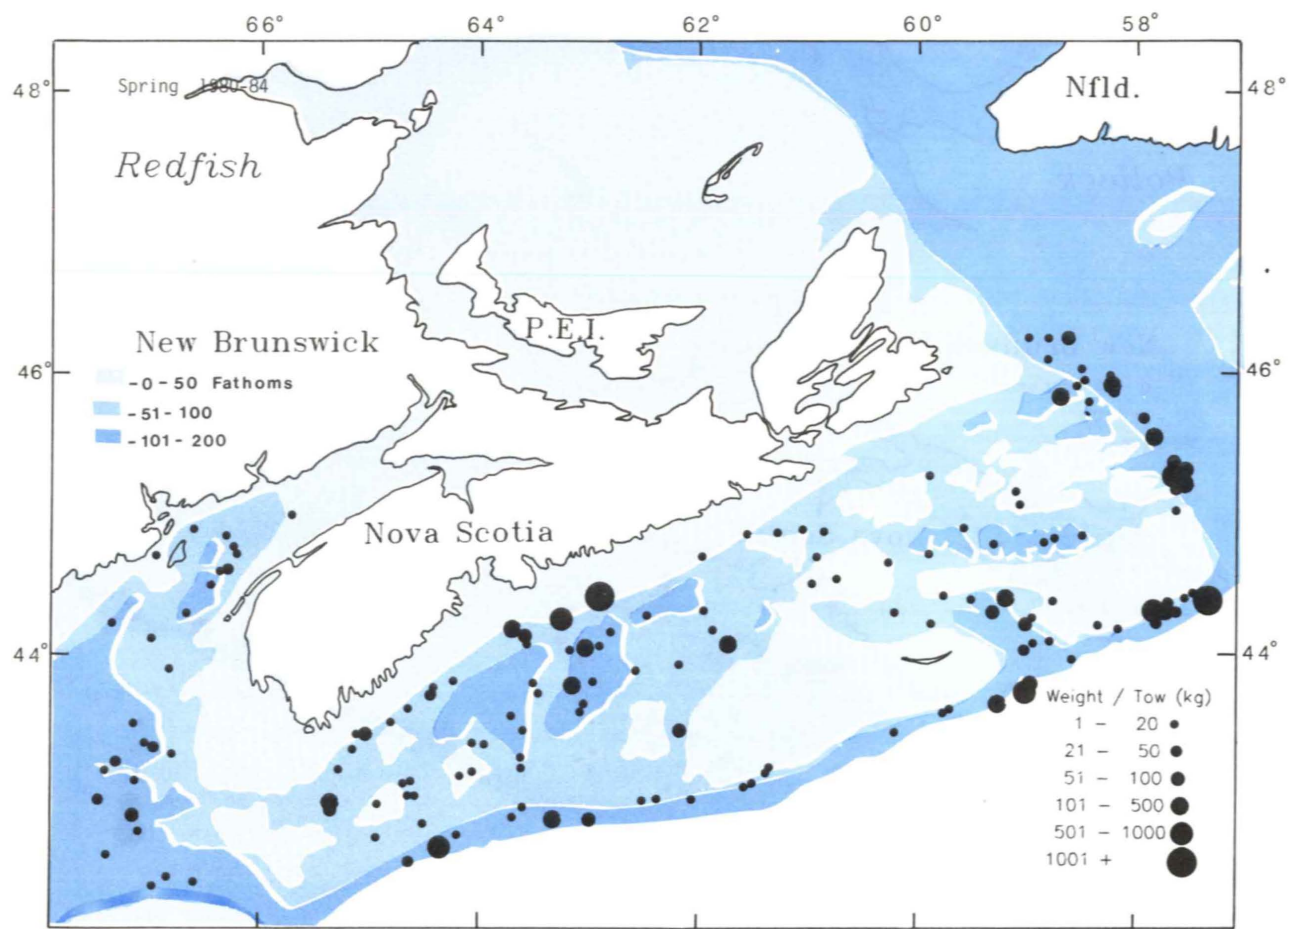 66° 64° 62° 60° 58°
48° 48°
Spring 1980-84
Nfld.
Redfish
P.E.I.
New Brunswick
46° 46°
-0-50 Fathoms
-51-100
-101-200
Nova Scotia
44° 44°
Weight / Tow (kg)
1 - 20
21 - 50
51 - 100
101 - 500
501 - 1000
1001 +
66° 64° 62° 60° 58°